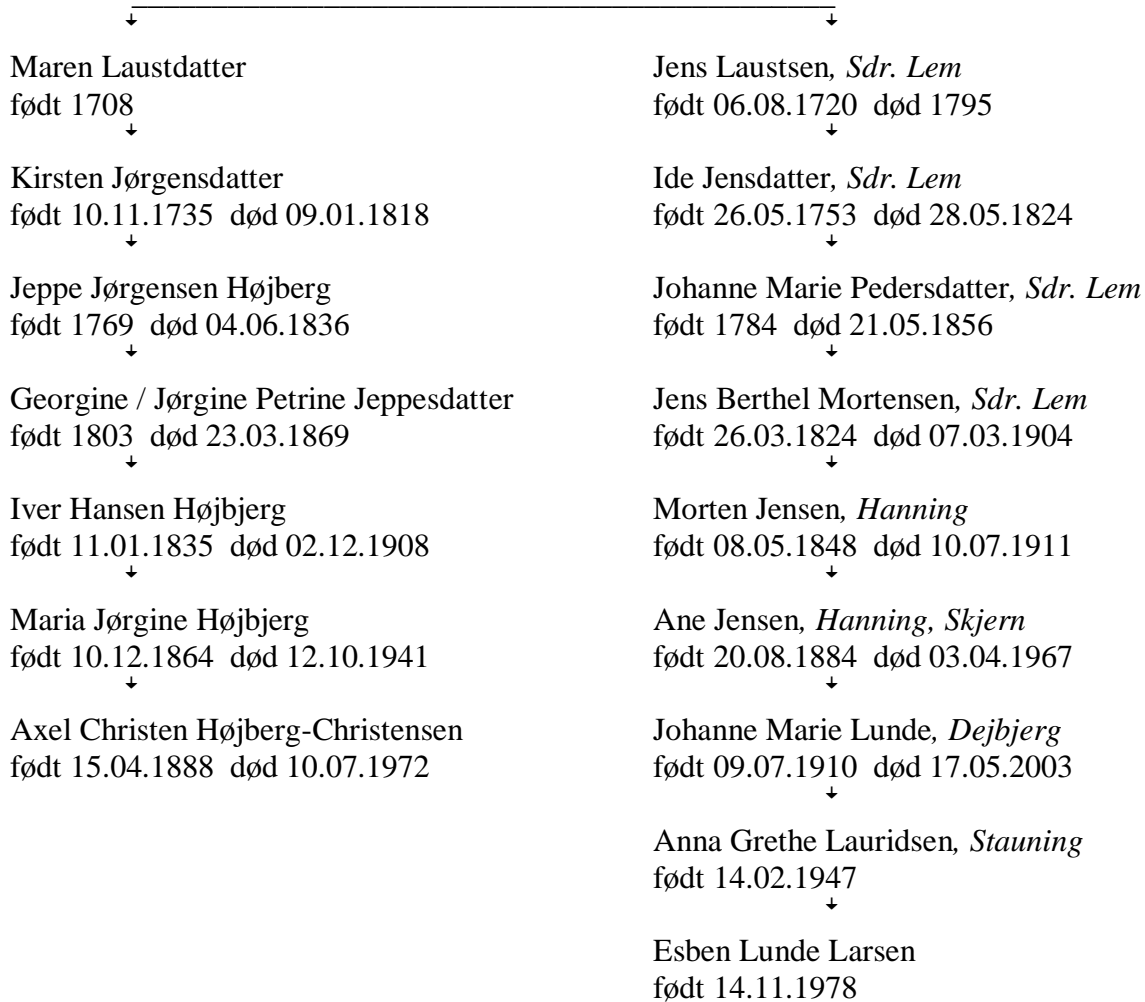 Maren Laustdatter
født 1708
Kirsten Jørgensdatter
født 10.11.1735 død 09.01.1818
Jeppe Jørgensen Højberg
født 1769 død 04.06.1836
Georgine / Jørgine Petrine Jeppesdatter
født 1803 død 23.03.1869
Iver Hansen Højbjerg
født 11.01.1835 død 02.12.1908
Maria Jørgine Højbjerg
født 10.12.1864 død 12.10.1941
Axel Christen Højberg-Christensen
født 15.04.1888 død 10.07.1972
Jens Laustsen, Sdr. Lem
født 06.08.1720 død 1795
Ide Jensdatter, Sdr. Lem
født 26.05.1753 død 28.05.1824
Johanne Marie Pedersdatter, Sdr. Lem
født 1784 død 21.05.1856
Jens Berthel Mortensen, Sdr. Lem
født 26.03.1824 død 07.03.1904
Morten Jensen, Hanning
født 08.05.1848 død 10.07.1911
Ane Jensen, Hanning, Skjern
født 20.08.1884 død 03.04.1967
Johanne Marie Lunde, Dejbjerg
født 09.07.1910 død 17.05.2003
Anna Grethe Lauridsen, Stauning
født 14.02.1947
Esben Lunde Larsen
født 14.11.1978